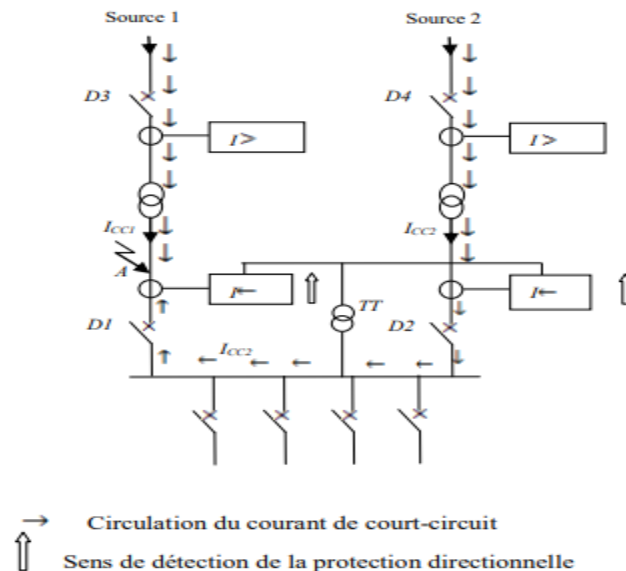 Source 1
Source 2
D3
D4
I>
I>
ICC1
ICC2
A
I←
I←
TT
D1
D2
ICC2
→ Circulation du courant de court-circuit
⇧ Sens de détection de la protection directionnelle